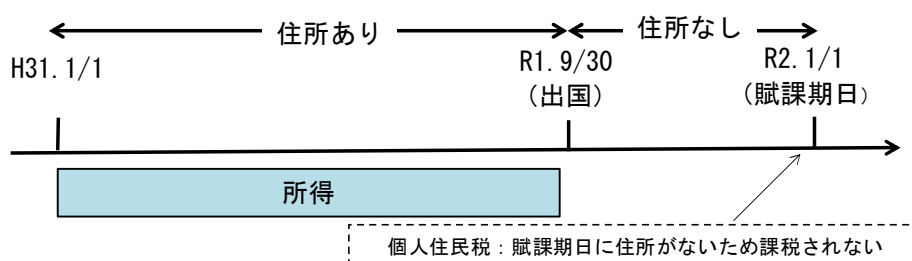 住所あり
住所なし
H31.1/1
R1.9/30
(出国)
R2.1/1
(賦課期日)
所得
個人住民税：賦課期日に住所がないため課税されない